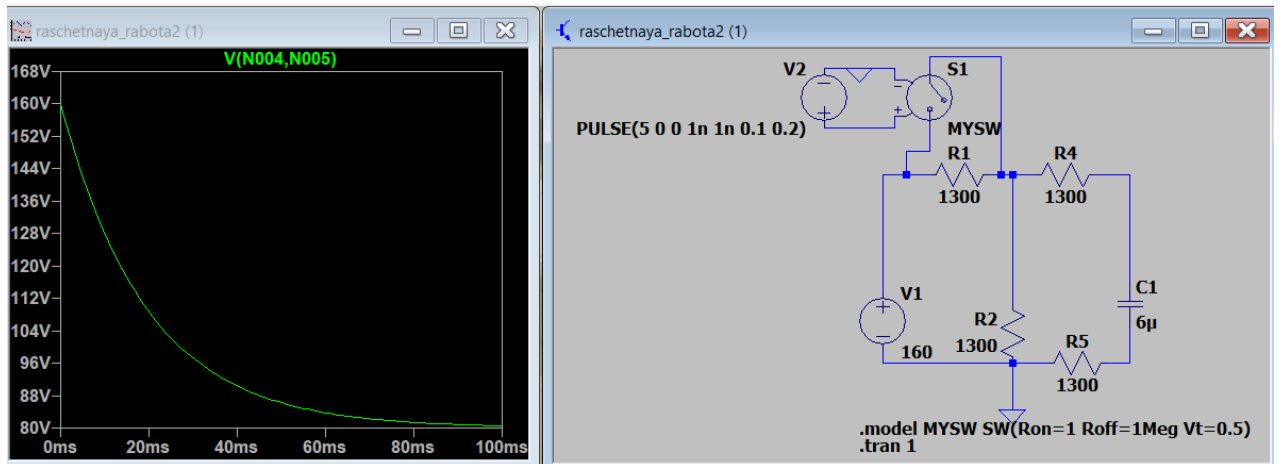 raschetnaya_rabota2 (1)
V(N004,N005)
168V
160V
152V
144V
136V
128V
120V
112V
104V
96V
88V
80V
0ms 20ms 40ms 60ms 80ms 100ms
raschetnaya_rabota2 (1)
V2
S1
PULSE(5 0 0 1n 1n 0.1 0.2)
MYSW
R1
R4
1300
1300
V1
160
R2
1300
C1
6µ
R5
1300
.model MYSW SW(Ron=1 Roff=1Meg Vt=0.5)
.tran 1